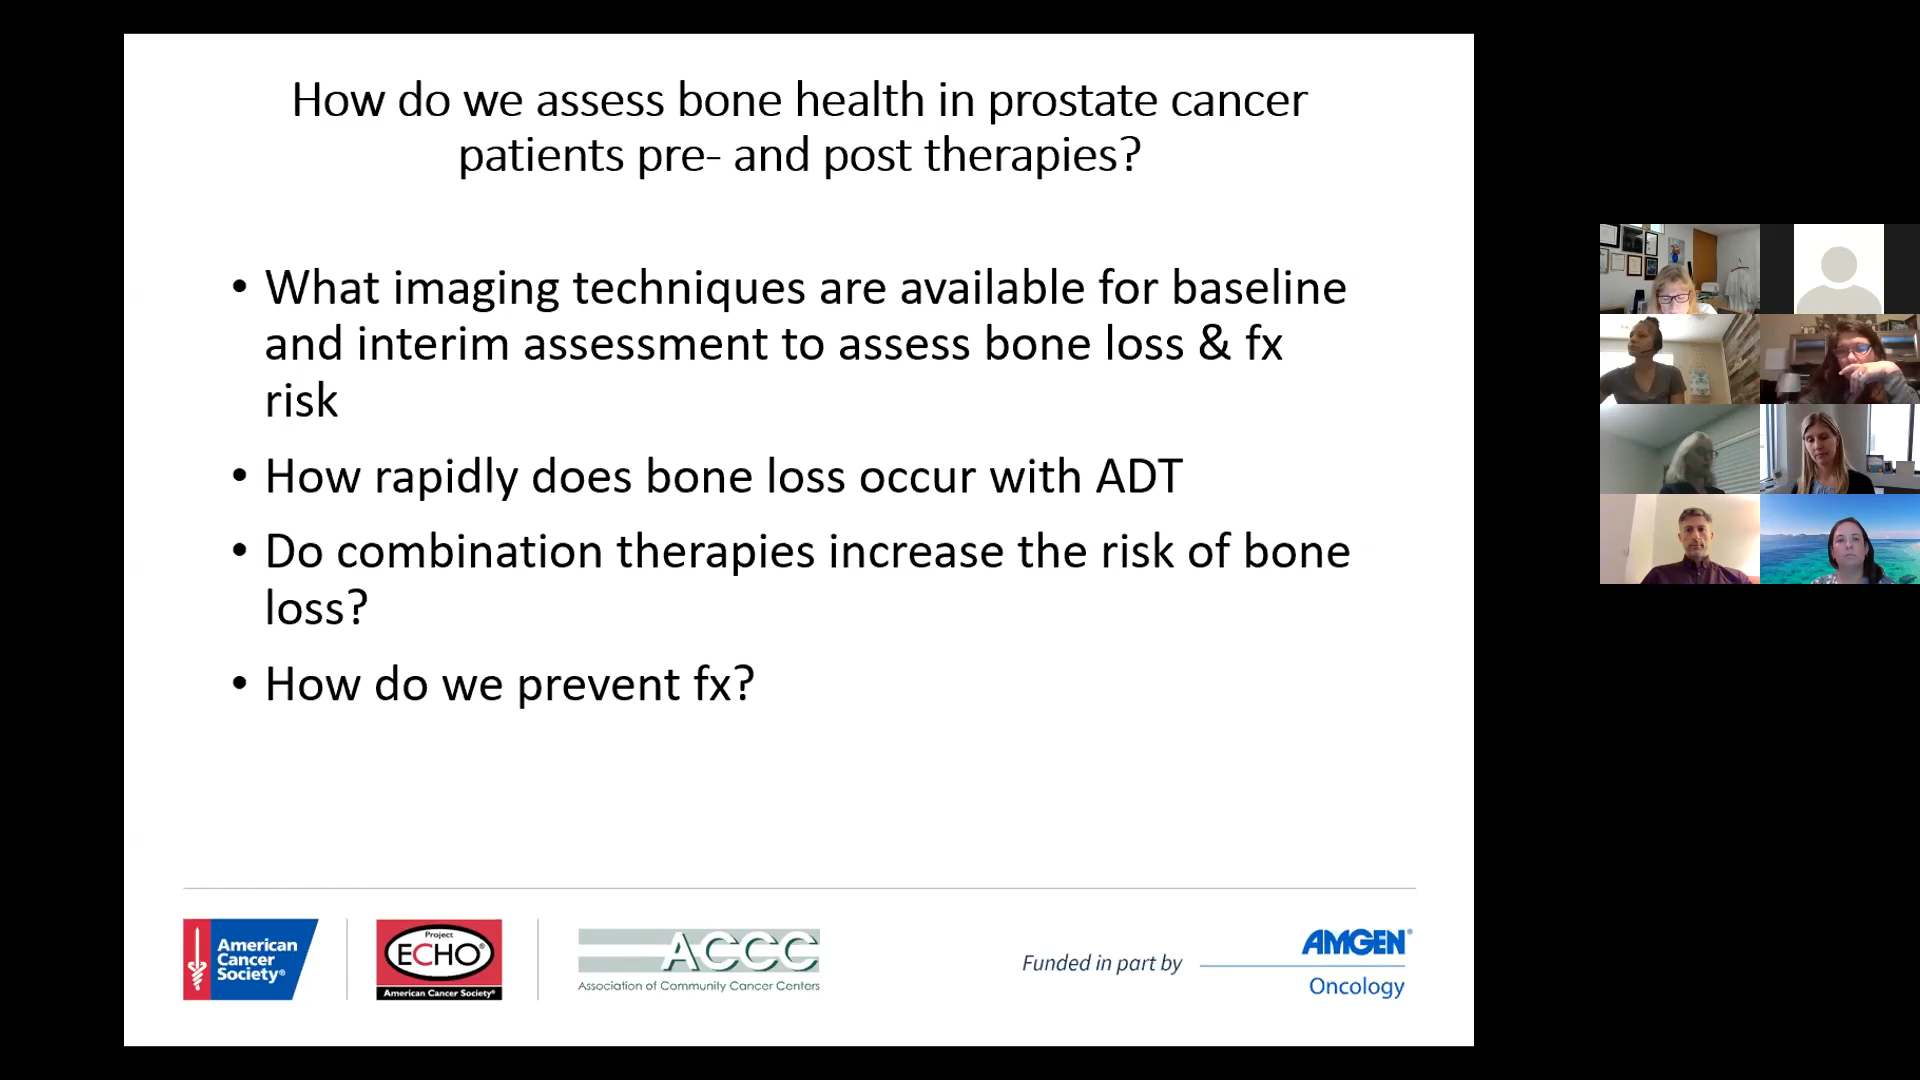 How do we assess bone health in prostate cancer
patients pre- and post therapies?
• What imaging techniques are available for baseline
and interim assessment to assess bone loss & fx
risk
• How rapidly does bone loss occur with ADT
• Do combination therapies increase the risk of bone
loss?
• How do we prevent fx?
American
Cancer
Society®
Project
ECHO®
American Cancer Society®
ACCC
Association of Community Cancer Centers
Funded in part by
AMGEN®
Oncology